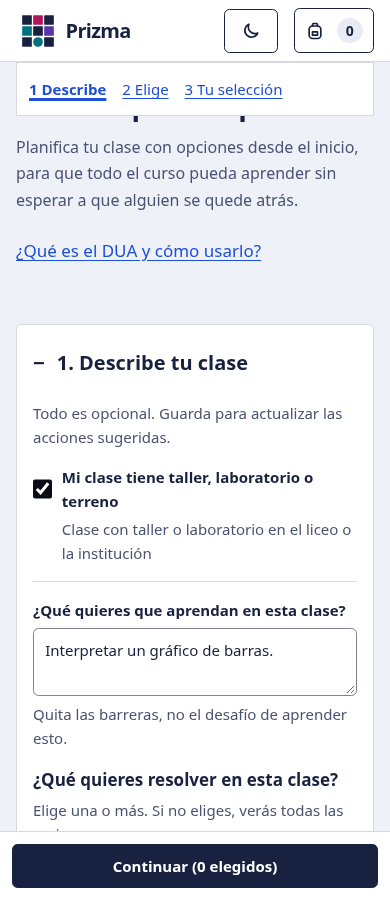 Prizma
0
1 Describe
2 Elige
3 Tu selección
Planifica tu clase con opciones desde el inicio,
para que todo el curso pueda aprender sin
esperar a que alguien se quede atrás.
¿Qué es el DUA y cómo usarlo?
− 1. Describe tu clase
Todo es opcional. Guarda para actualizar las
acciones sugeridas.
Mi clase tiene taller, laboratorio o
terreno
Clase con taller o laboratorio en el liceo o
la institución
¿Qué quieres que aprendan en esta clase?
Interpretar un gráfico de barras.
Quita las barreras, no el desafío de aprender
esto.
¿Qué quieres resolver en esta clase?
Elige una o más. Si no eliges, verás todas las
Continuar (0 elegidos)